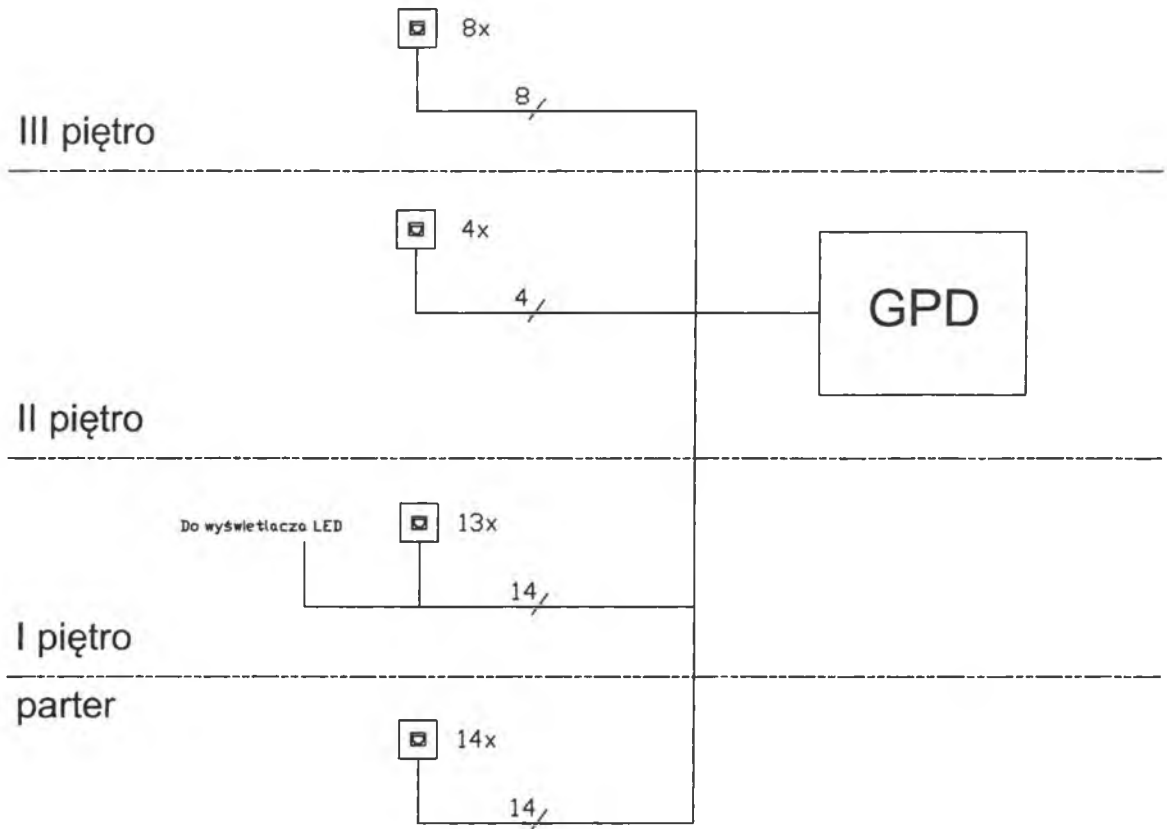 8x
8
III piętro
4x
4
GPD
II piętro
Do wyświetlacza LED
13x
14
I piętro
parter
14x
14